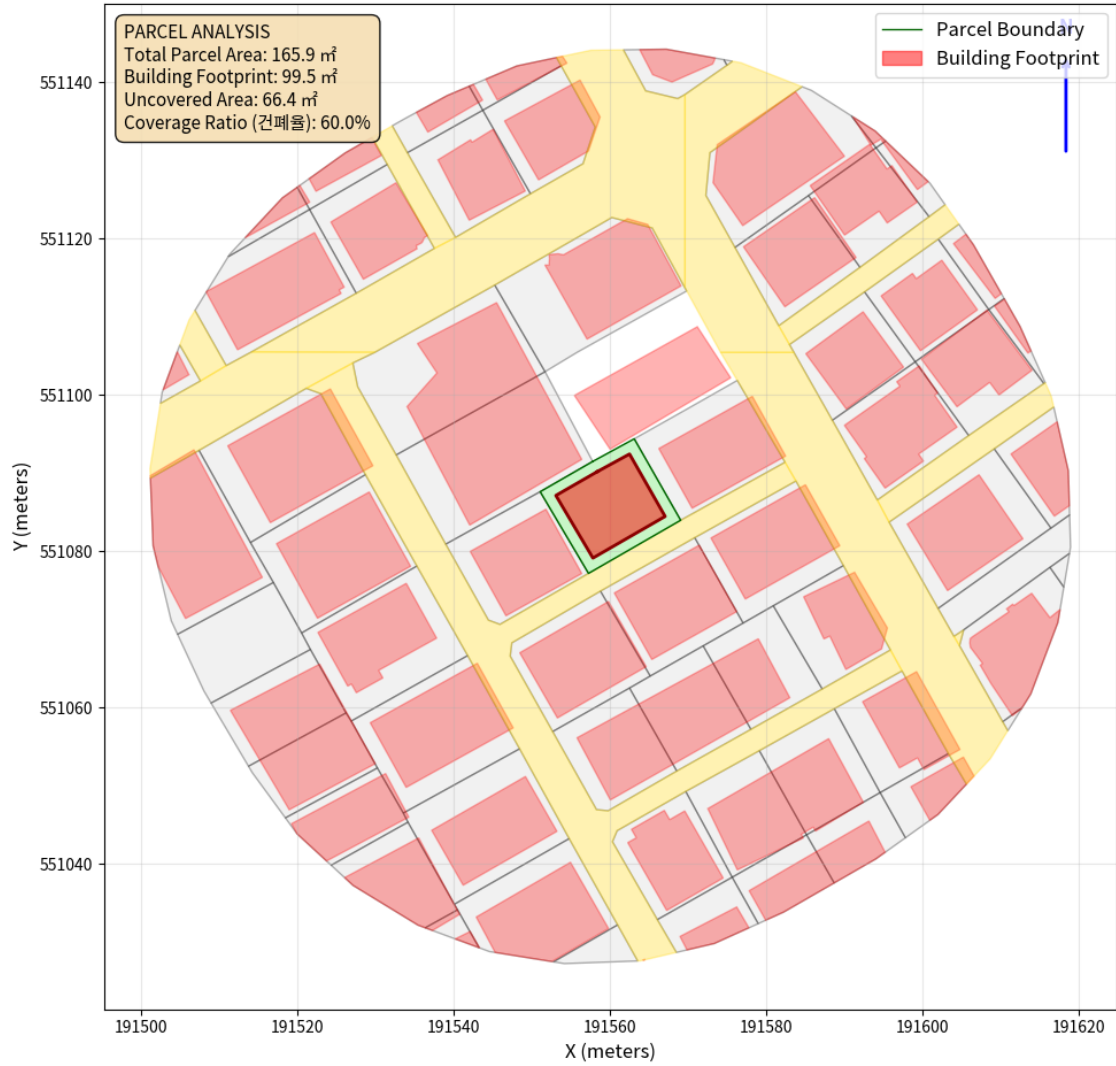 PARCEL ANALYSIS
Total Parcel Area: 165.9 ㎡
Building Footprint: 99.5 ㎡
Uncovered Area: 66.4 ㎡
Coverage Ratio (건폐율): 60.0%
Parcel Boundary
Building Footprint
N
551140
551120
551100
551080
551060
551040
Y (meters)
191500
191520
191540
191560
191580
191600
191620
X (meters)